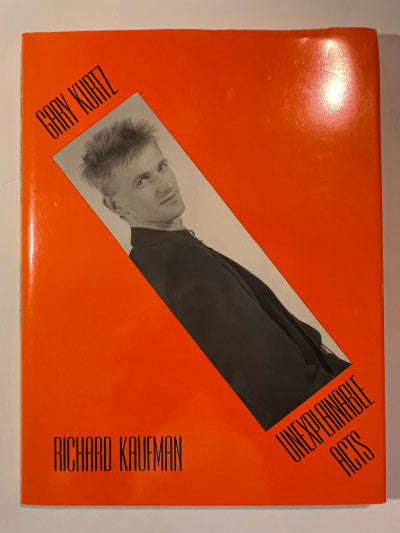 GARY KURTZ
UNEXPLAINABLE
ACTS
RICHARD KAUFMAN